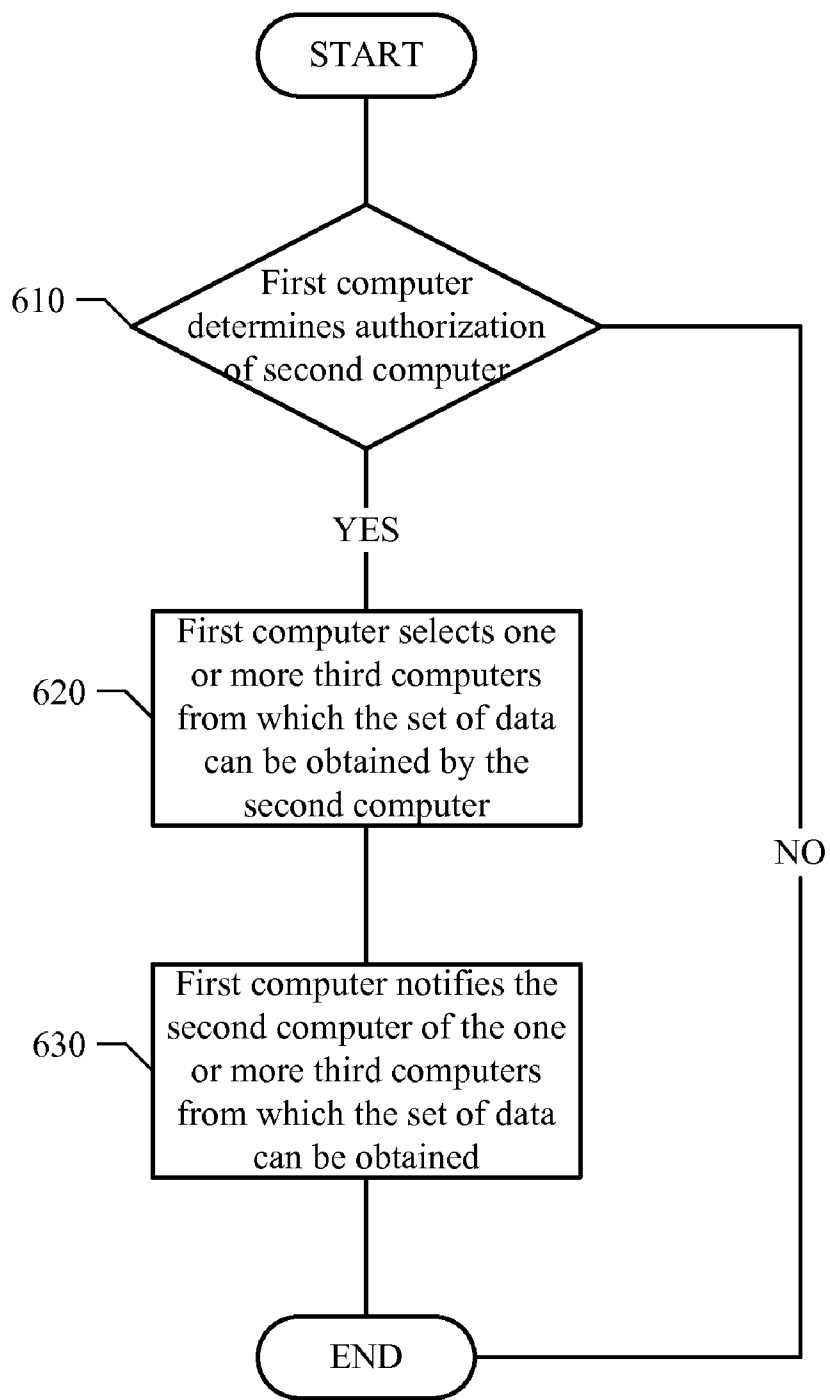 START
610
First computer
determines authorization
of second computer
YES
620
First computer selects one
or more third computers
from which the set of data
can be obtained by the
second computer
NO
630
First computer notifies the
second computer of the one
or more third computers
from which the set of data
can be obtained
END